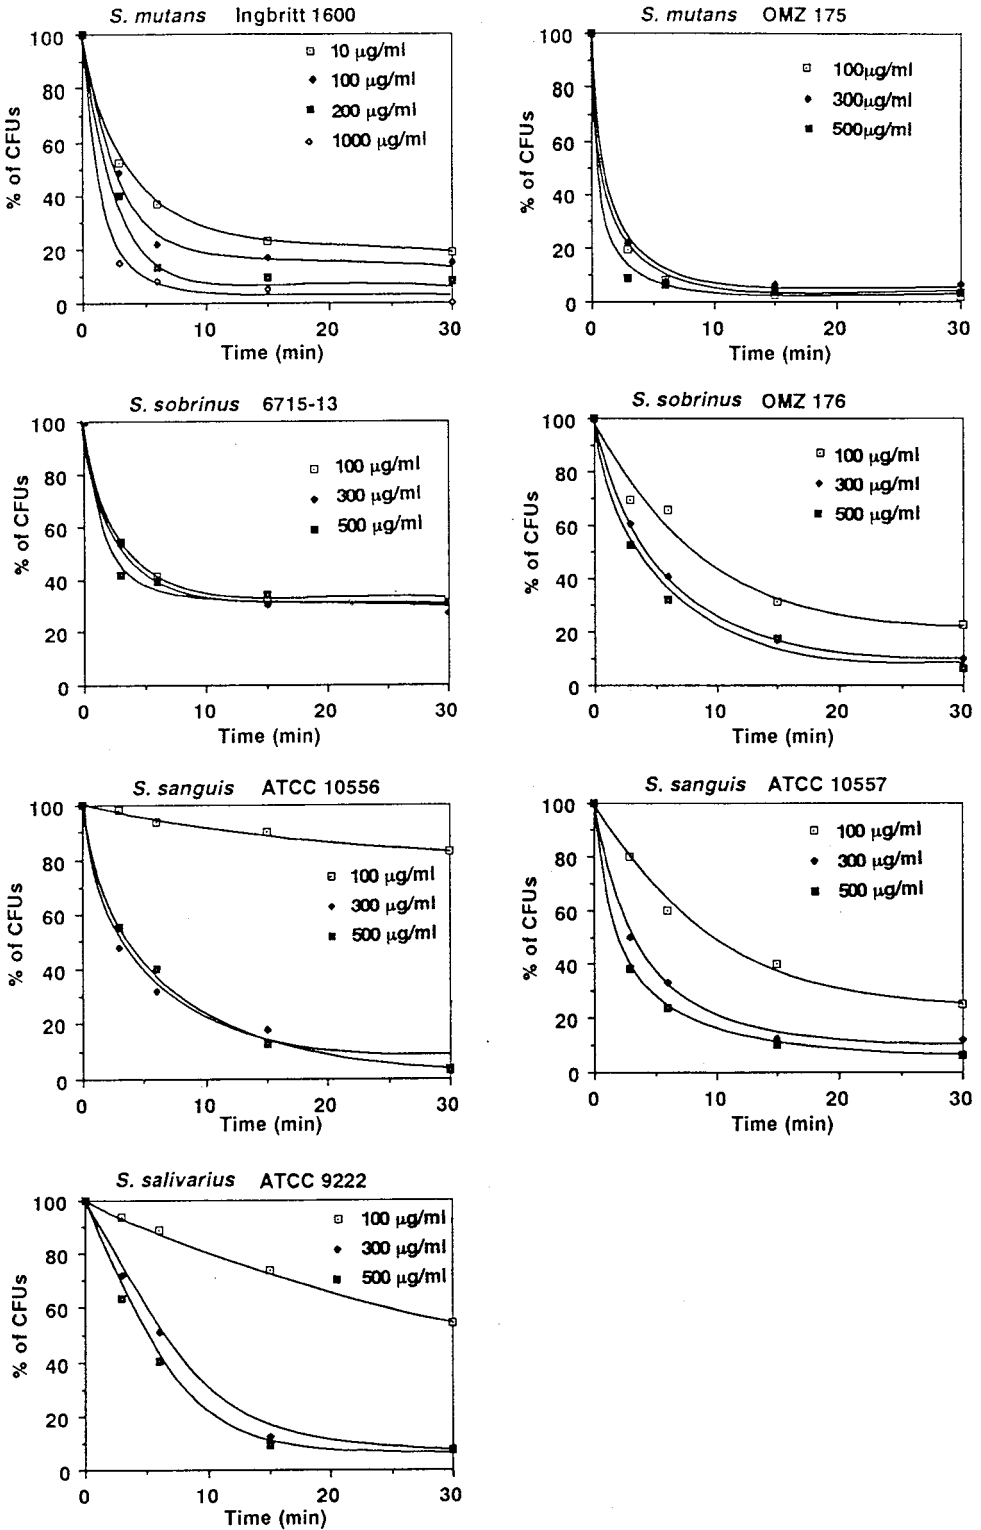 S. mutans Ingbritt 1600
% of CFUs
100
80
60
40
20
0
10 µg/ml
100 µg/ml
200 µg/ml
1000 µg/ml
0 10 20 30
Time (min)
S. mutans OMZ 175
% of CFUs
100
80
60
40
20
0
100µg/ml
300µg/ml
500µg/ml
0 10 20 30
Time (min)
S. sobrinus 6715-13
% of CFUs
100
80
60
40
20
0
100 µg/ml
300 µg/ml
500 µg/ml
0 10 20 30
Time (min)
S. sobrinus OMZ 176
% of CFUs
100
80
60
40
20
0
100 µg/ml
300 µg/ml
500 µg/ml
0 10 20 30
Time (min)
S. sanguis ATCC 10556
% of CFUs
100
80
60
40
20
0
100 µg/ml
300 µg/ml
500 µg/ml
0 10 20 30
Time (min)
S. sanguis ATCC 10557
% of CFUs
100
80
60
40
20
0
100 µg/ml
300 µg/ml
500 µg/ml
0 10 20 30
Time (min)
S. salivarius ATCC 9222
% of CFUs
100
80
60
40
20
0
100 µg/ml
300 µg/ml
500 µg/ml
0 10 20 30
Time (min)